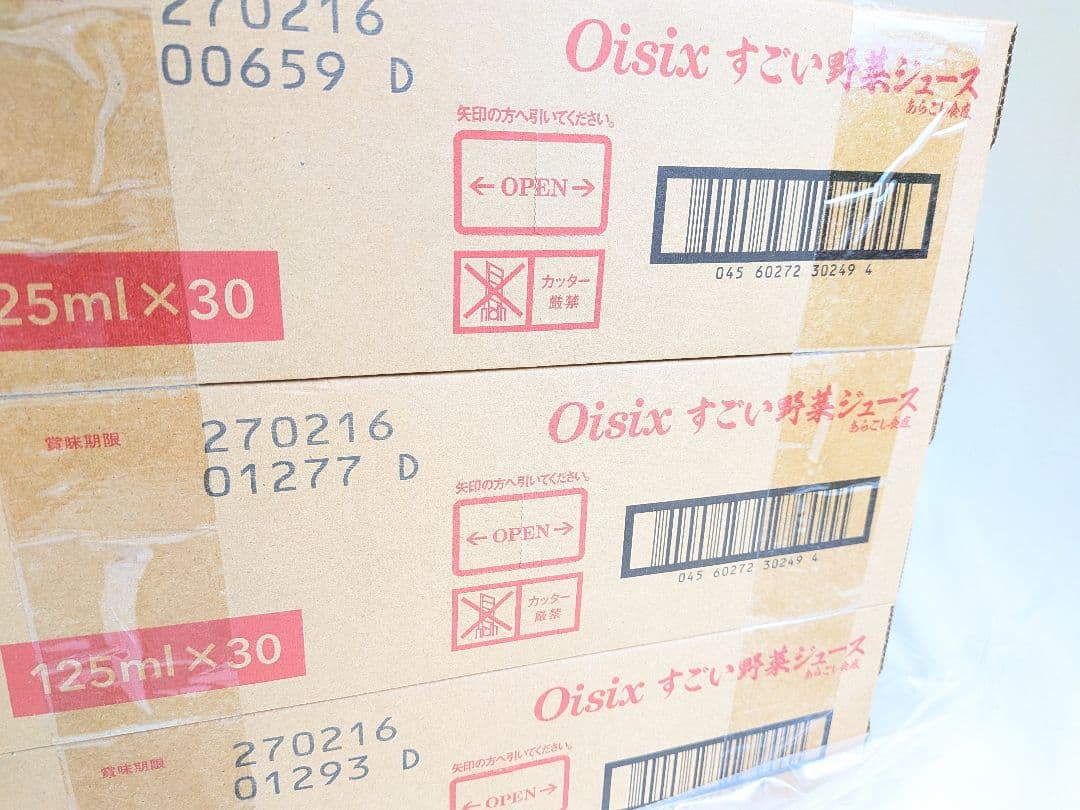 270216
00659 D
Oisix すごい野菜ジュース
あらごし食感
矢印の方へ引いてください。
← OPEN →
カッター
厳禁
045 60272 30249 4
25ml×30
賞味期限
270216
01277 D
Oisix すごい野菜ジュース
あらごし食感
矢印の方へ引いてください。
← OPEN →
カッター
厳禁
045 60272 30249 4
125ml×30
賞味期限
270216
01293 D
Oisix すごい野菜ジュース
あらごし食感
矢印の方へ引いてください。
← OPEN →